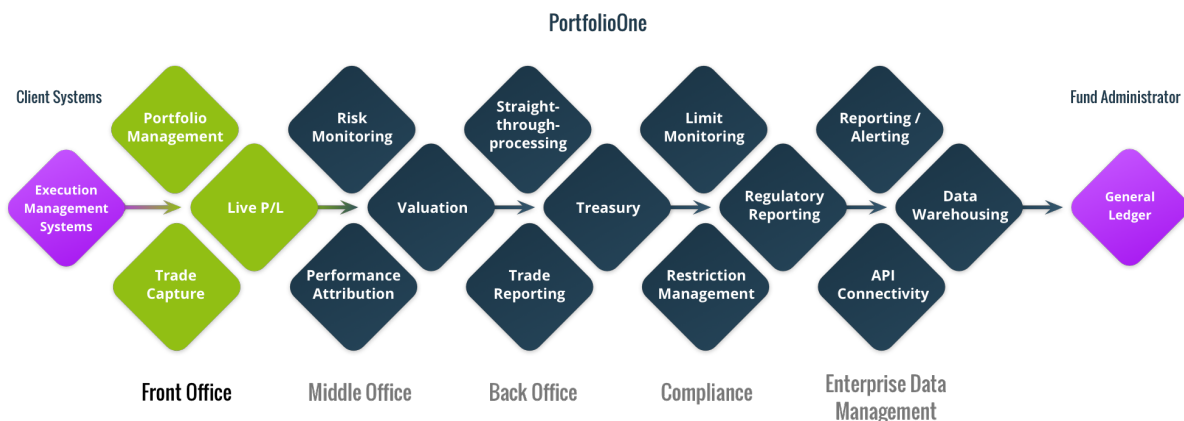 PortfolioOne
Client Systems
Fund Administrator
Execution
Management
Systems
Portfolio
Management
Live P/L
Trade
Capture
Risk
Monitoring
Valuation
Performance
Attribution
Straight-
through-
processing
Treasury
Trade
Reporting
Limit
Monitoring
Regulatory
Reporting
Restriction
Management
Reporting /
Alerting
Data
Warehousing
API
Connectivity
General
Ledger
Front Office
Middle Office
Back Office
Compliance
Enterprise Data
Management